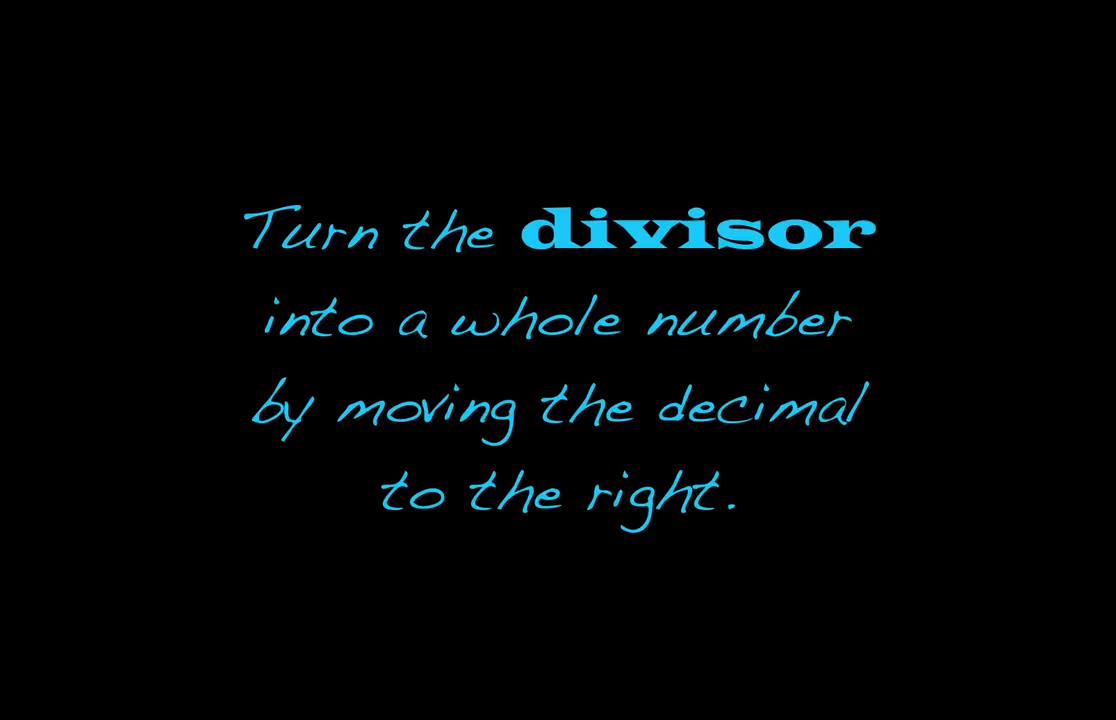 Turn the divisor
into a whole number
by moving the decimal
to the right.